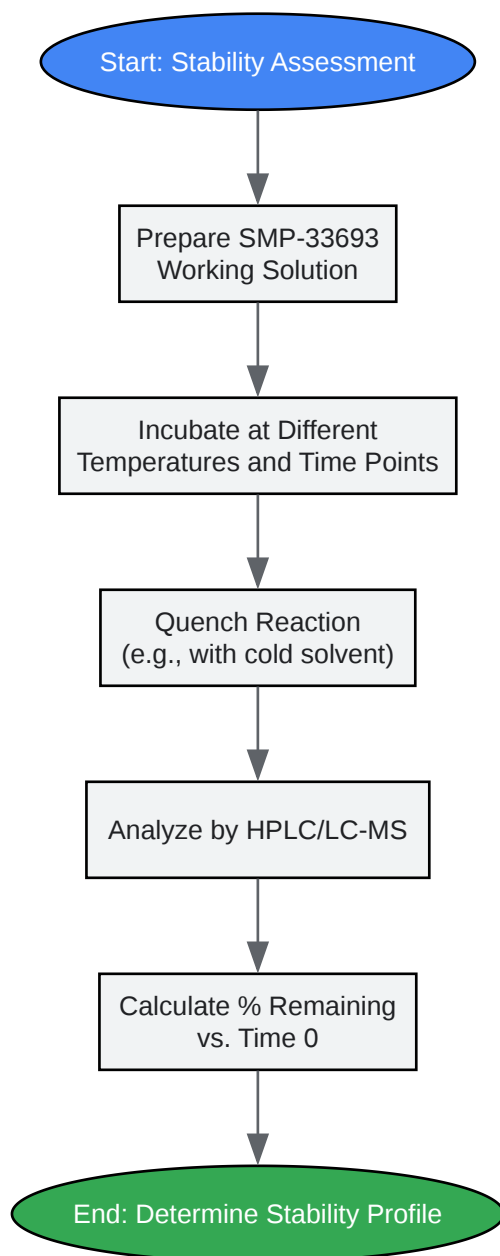 Start: Stability Assessment
Prepare SMP-33693
Working Solution
Incubate at Different
Temperatures and Time Points
Quench Reaction
(e.g., with cold solvent)
Analyze by HPLC/LC-MS
Calculate % Remaining
vs. Time 0
End: Determine Stability Profile